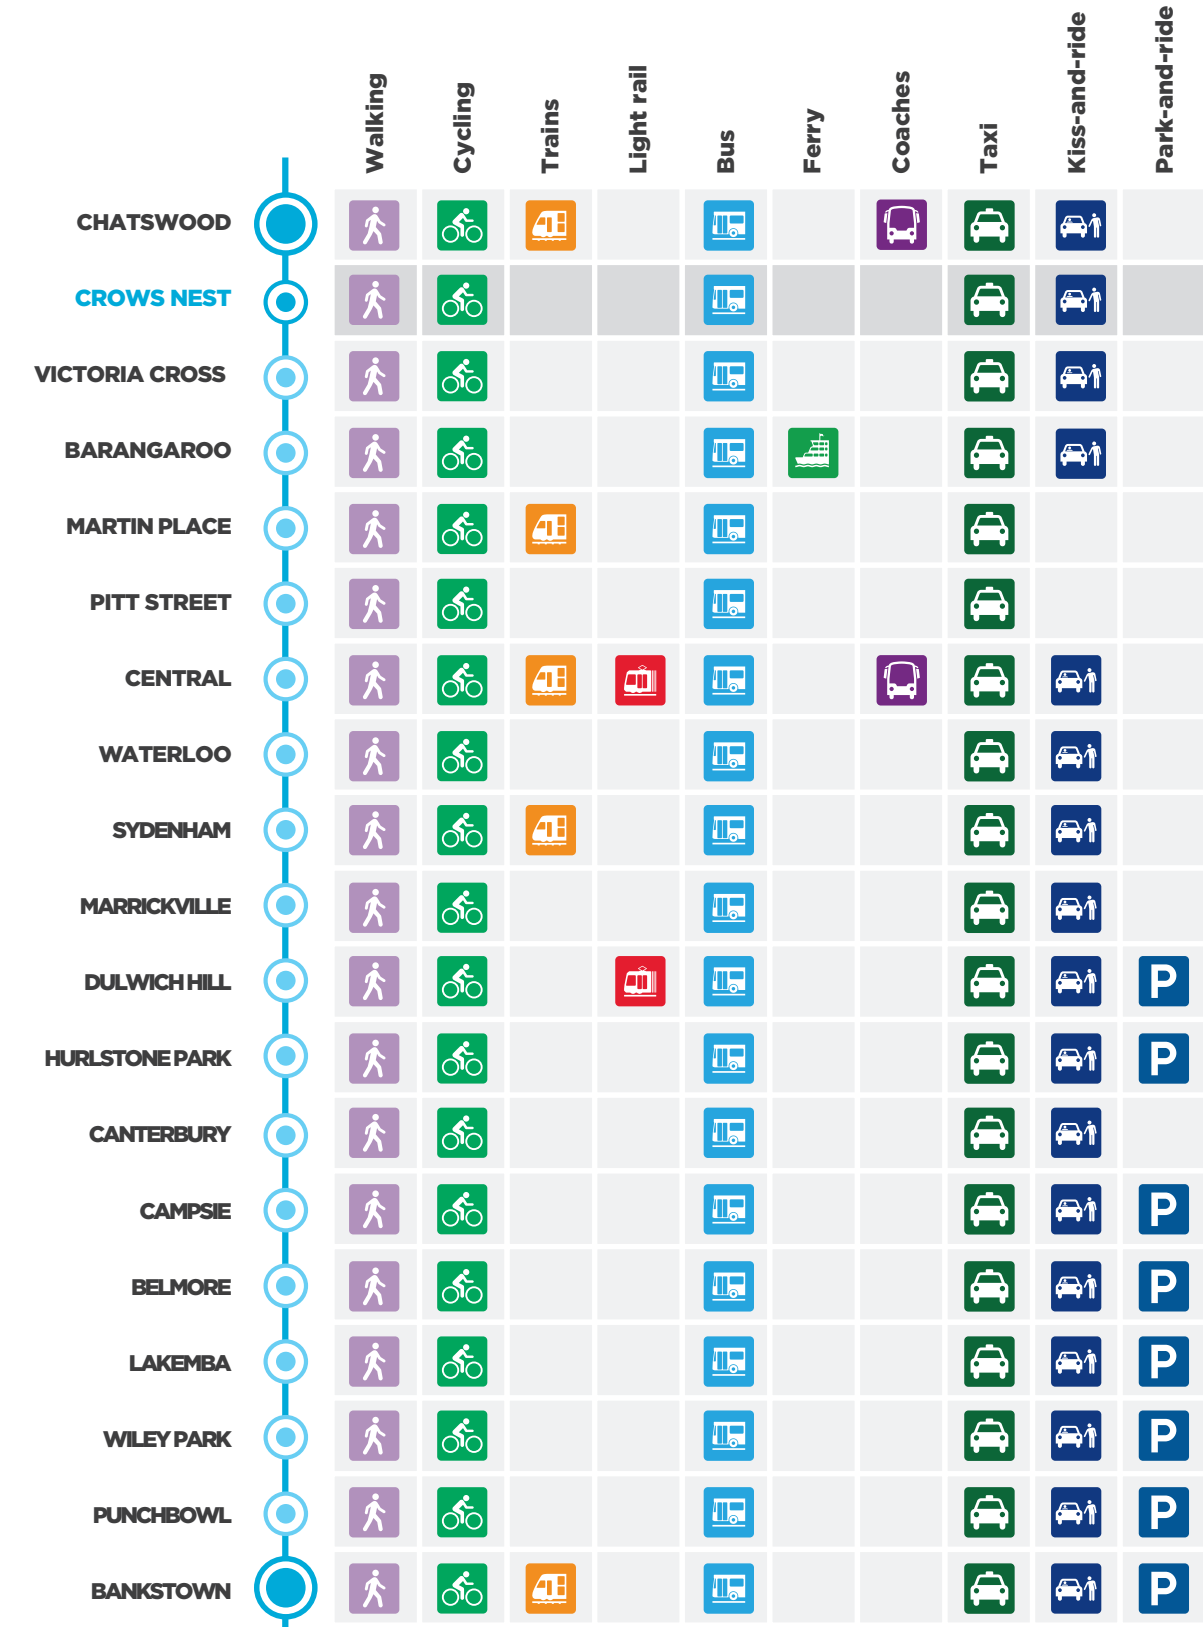 Walking
Cycling
Trains
Light rail
Bus
Ferry
Coaches
Taxi
Kiss-and-ride
Park-and-ride
CHATSWOOD
CROWS NEST
VICTORIA CROSS
BARANGAROO
MARTIN PLACE
PITT STREET
CENTRAL
WATERLOO
SYDENHAM
MARRICKVILLE
DULWICH HILL
P
HURLSTONE PARK
P
CANTERBURY
CAMPSIE
P
BELMORE
P
LAKEMBA
P
WILEY PARK
P
PUNCHBOWL
P
BANKSTOWN
P